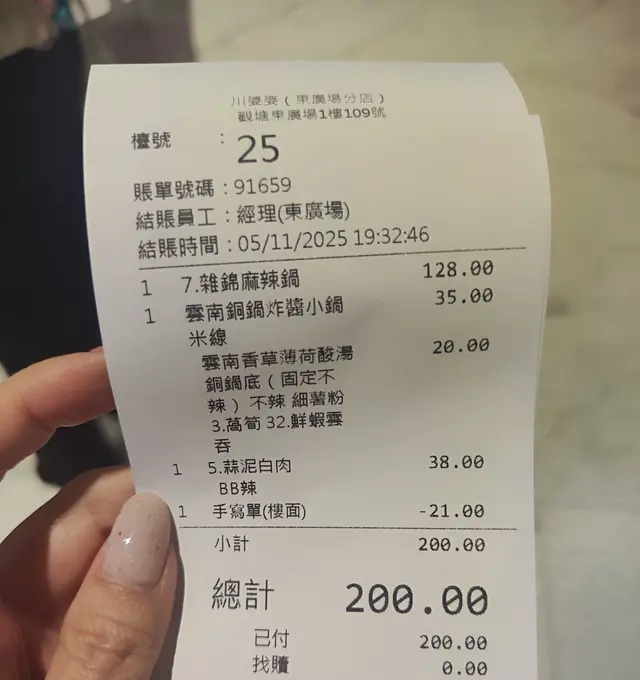 川婆婆（東廣場分店）
觀塘東廣場1樓109號
檯號 : 25
賬單號碼：91659
結賬員工：經理(東廣場)
結賬時間：05/11/2025 19:32:46
1 7.雜錦麻辣鍋 128.00
1 雲南銅鍋炸醬小鍋 35.00
米線
雲南香草薄荷酸湯 20.00
銅鍋底（固定不
辣） 不辣 細薯粉
3.萵筍 32.鮮蝦雲
吞
1 5.蒜泥白肉 38.00
BB辣
1 手寫單(樓面) -21.00
小計 200.00
總計 200.00
已付 200.00
找贖 0.00